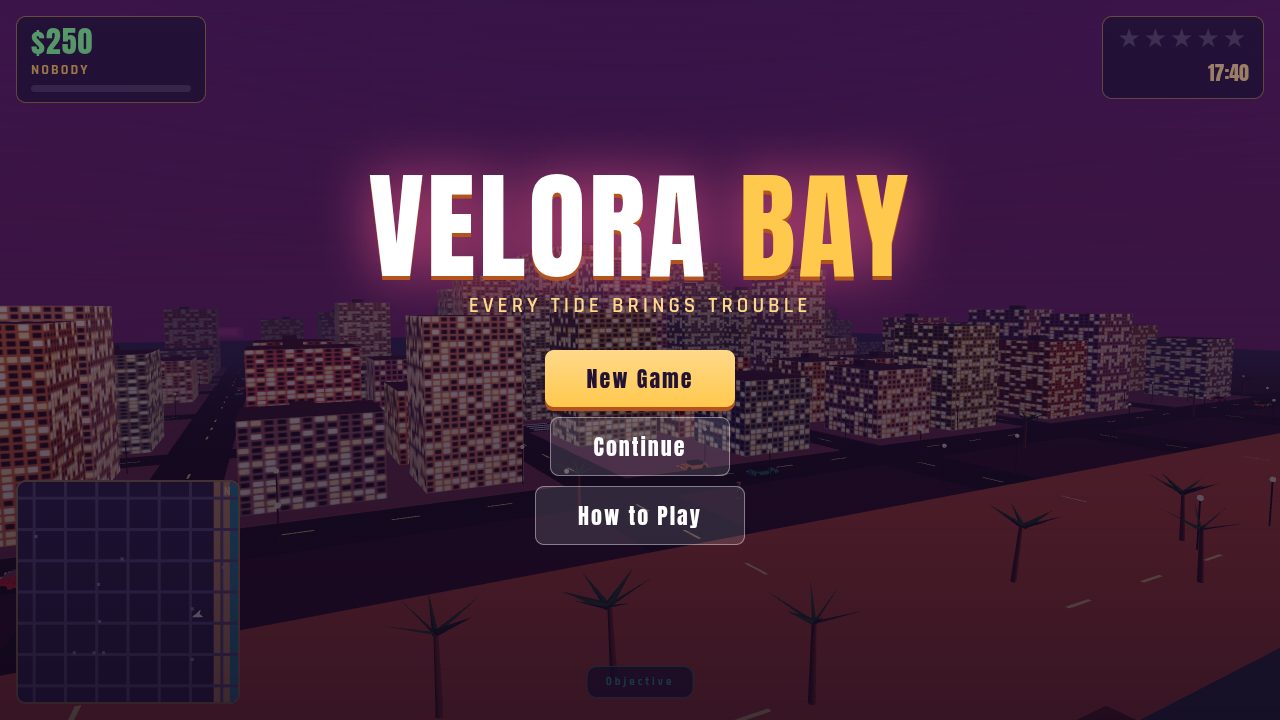 $250
NOBODY
17:40
VELORA BAY
EVERY TIDE BRINGS TROUBLE
New Game
Continue
How to Play
N
Objective